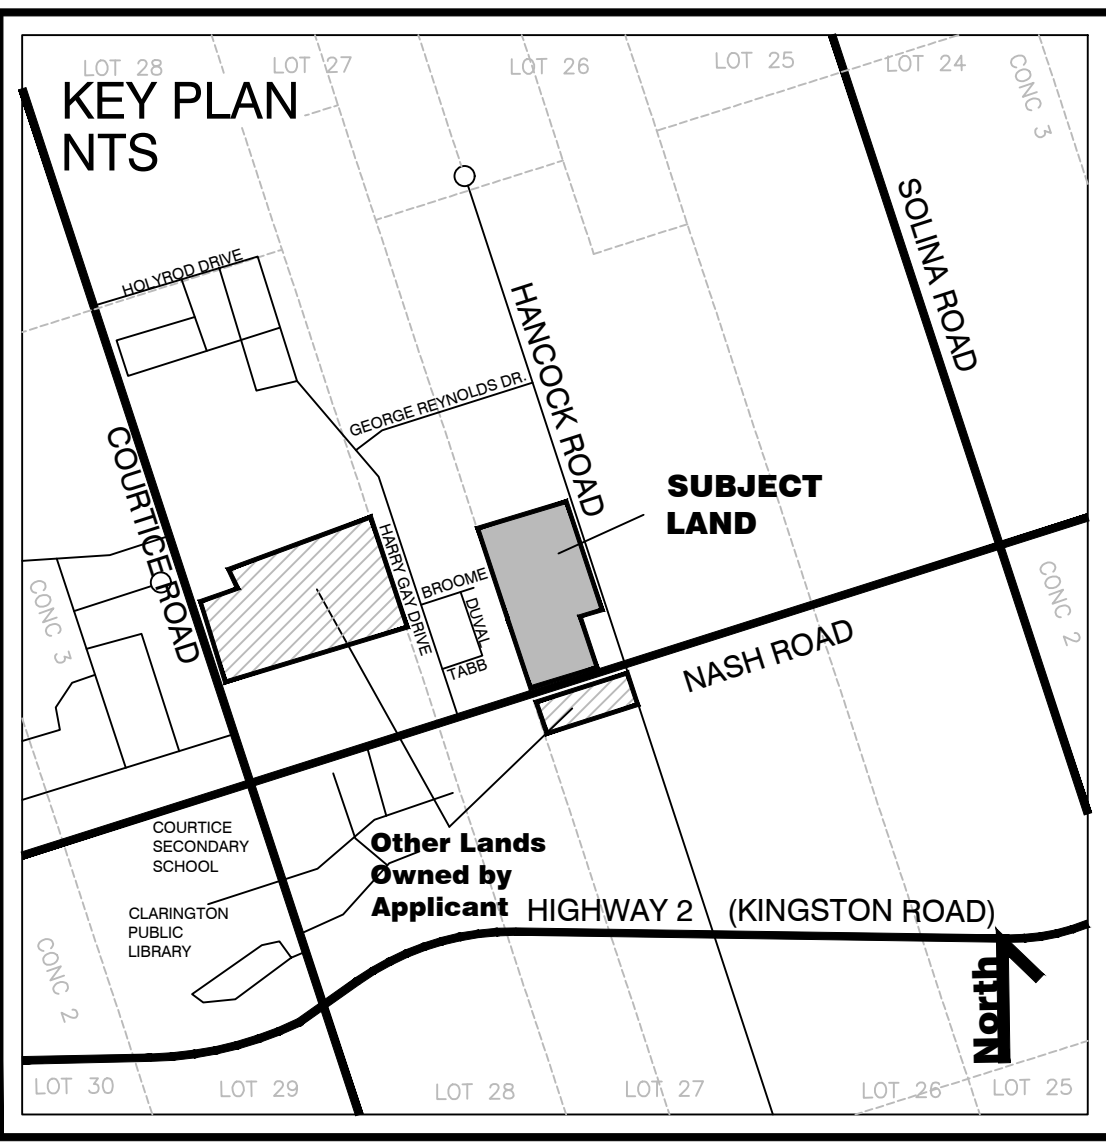 LOT 28
LOT 27
LOT 26
LOT 25
LOT 24
CONC 3
KEY PLAN
NTS
SOLINA ROAD
HOLYROD DRIVE
HANCOCK ROAD
GEORGE REYNOLDS DR.
COURTICE ROAD
SUBJECT
LAND
HARRY GAY DRIVE
BROOME
DUVAL
TABB
CONC 3
CONC 2
NASH ROAD
COURTICE
SECONDARY
SCHOOL
Other Lands
Owned by
Applicant
CLARINGTON
PUBLIC
LIBRARY
HIGHWAY 2 (KINGSTON ROAD)
CONC 2
North
LOT 30
LOT 29
LOT 28
LOT 27
LOT 26
LOT 25